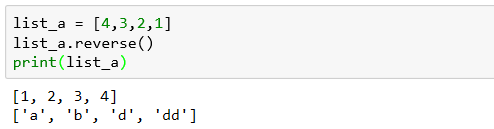 list_a = [4,3,2,1]
list_a.reverse()
print(list_a)
[1, 2, 3, 4]
['a', 'b', 'd', 'dd']